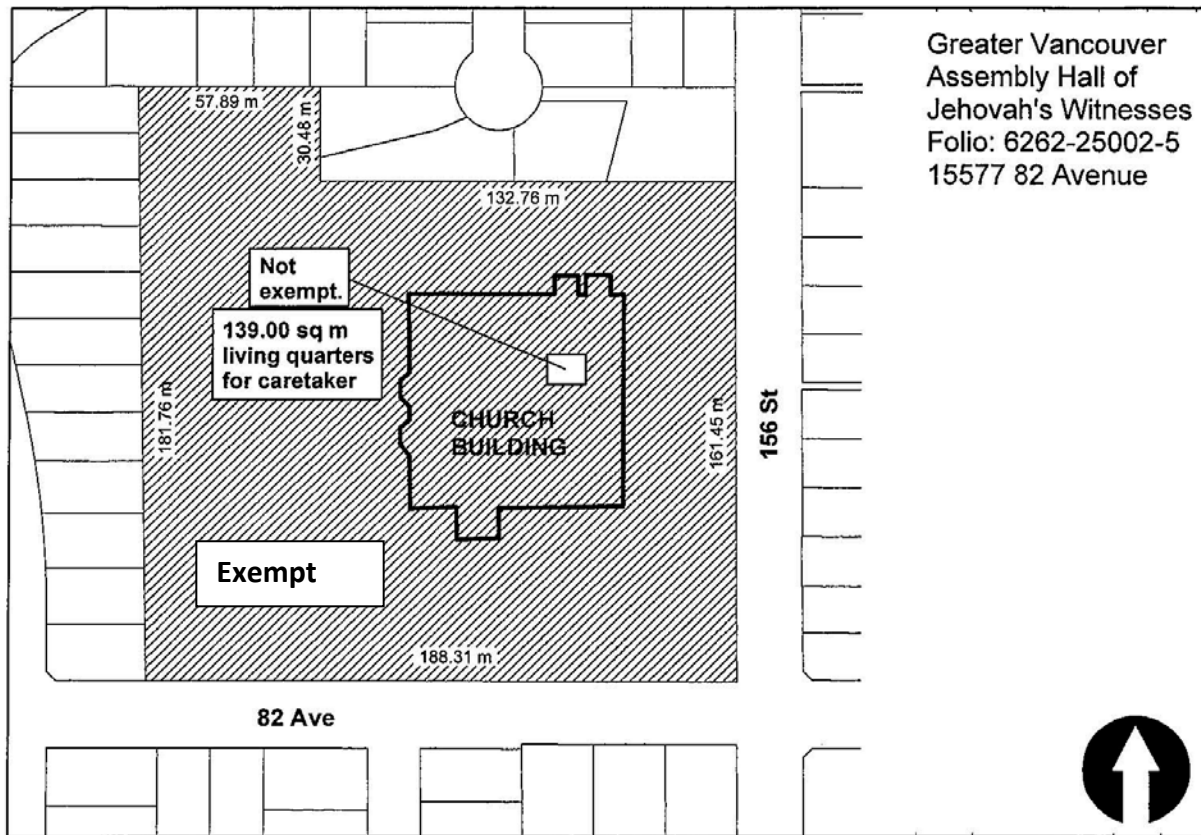 Greater Vancouver
Assembly Hall of
Jehovah's Witnesses
Folio: 6262-25002-5
15577 82 Avenue
57.89 m
30.48 m
132.76 m
Not
exempt.
139.00 sq m
living quarters
for caretaker
181.76 m
CHURCH
BUILDING
161.45 m
156 St
Exempt
188.31 m
82 Ave